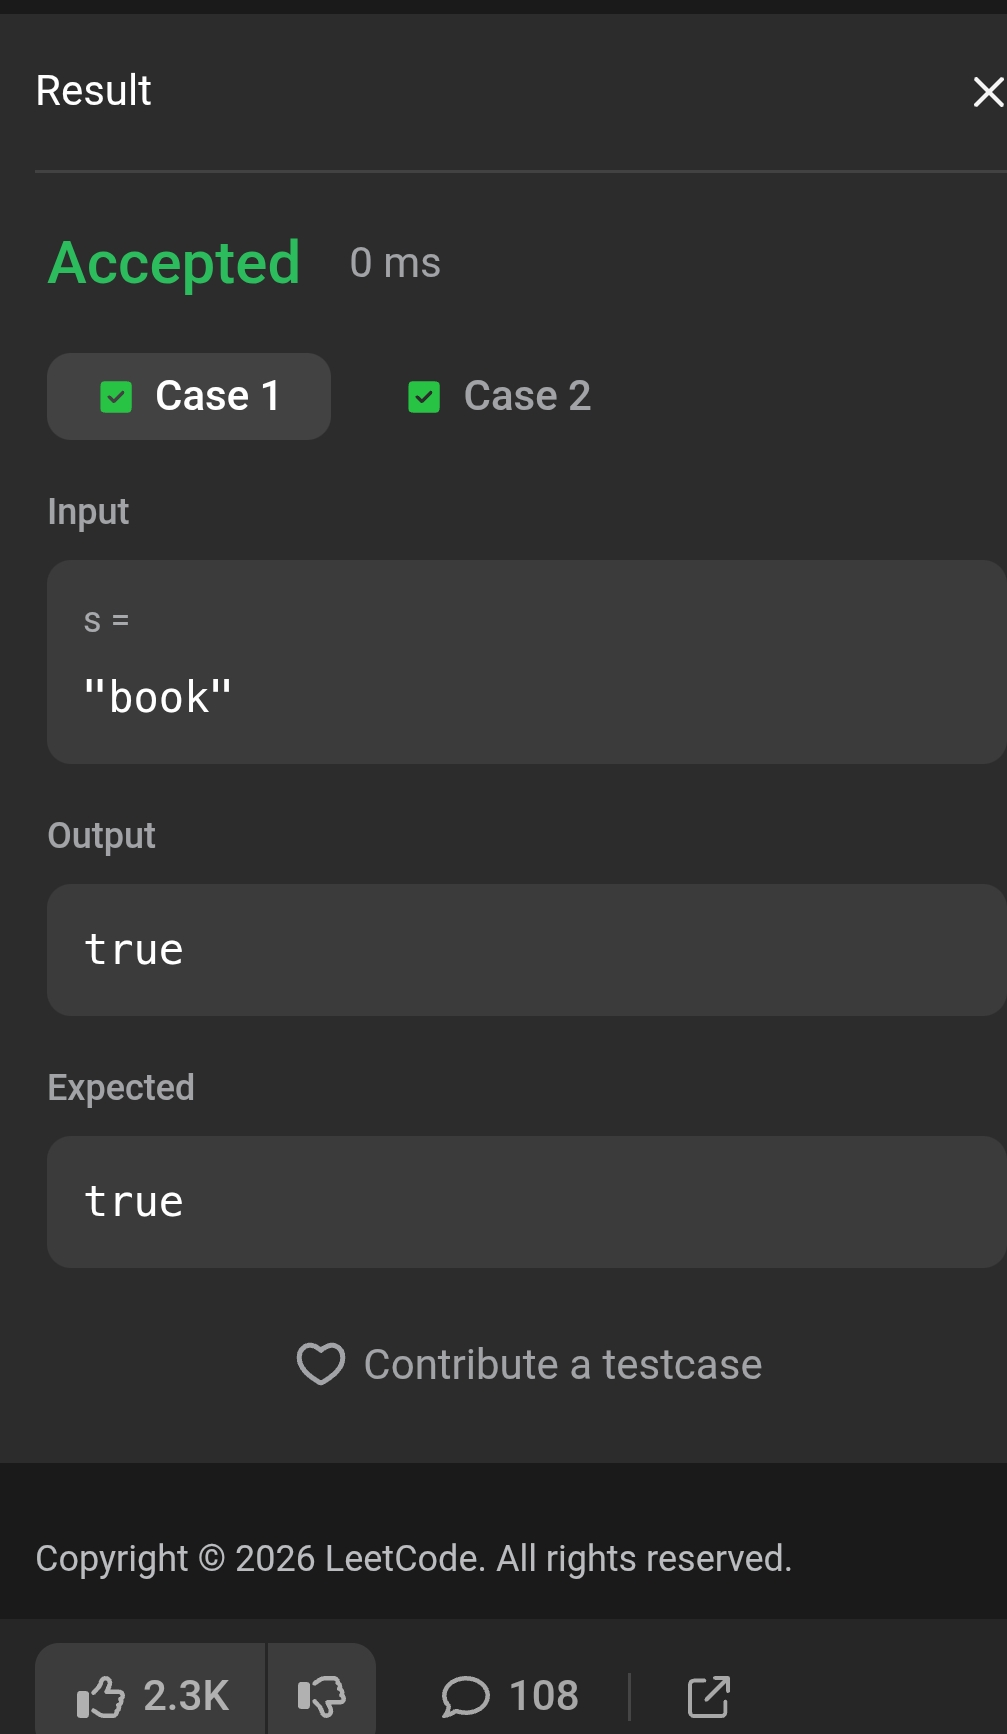 Result
Accepted 0 ms
Case 1 Case 2
Input
s =
"book"
Output
true
Expected
true
Contribute a testcase
Copyright © 2026 LeetCode. All rights reserved.
2.3K 108